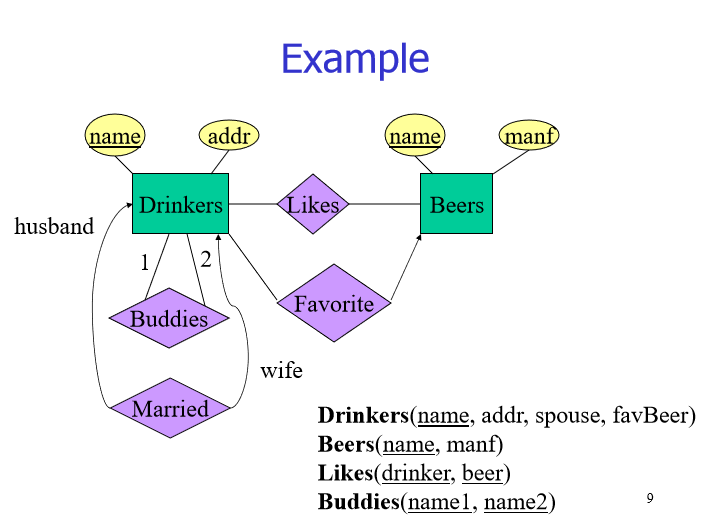 Example
name
addr
name
manf
Drinkers
Likes
Beers
husband
1
2
Buddies
Favorite
wife
Married
Drinkers(name, addr, spouse, favBeer)
Beers(name, manf)
Likes(drinker, beer)
Buddies(name1, name2)
9